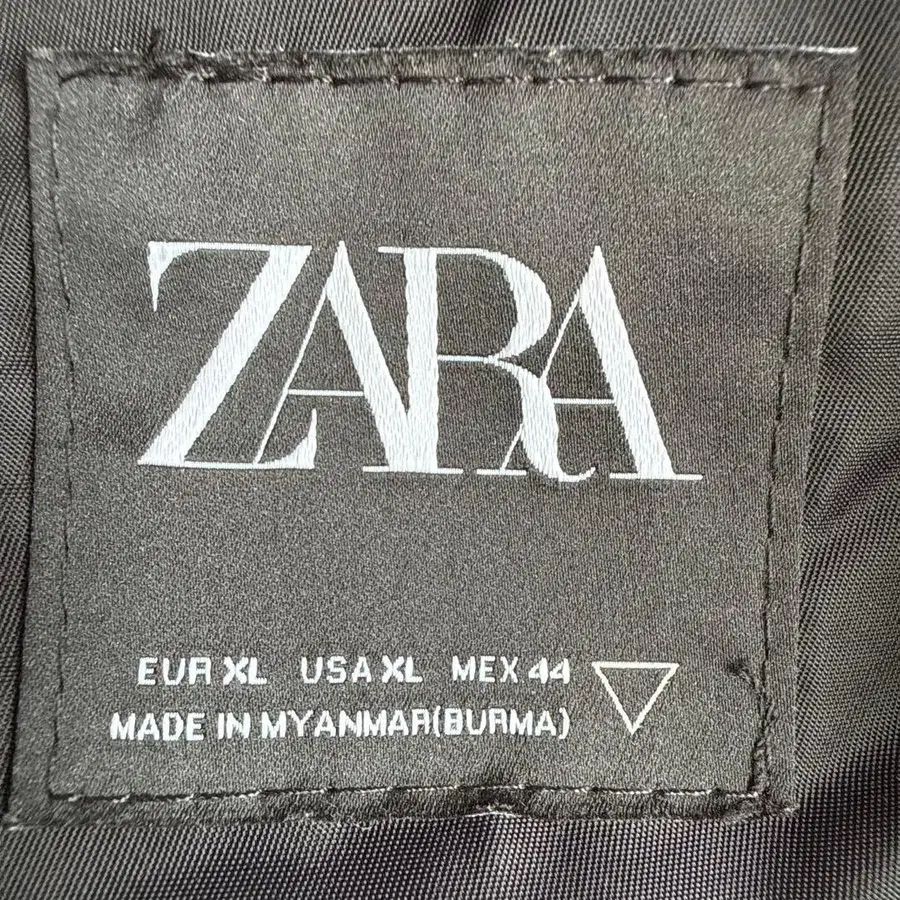 ZARA
EUR XL USA XL MEX 44
MADE IN MYANMAR(BURMA)